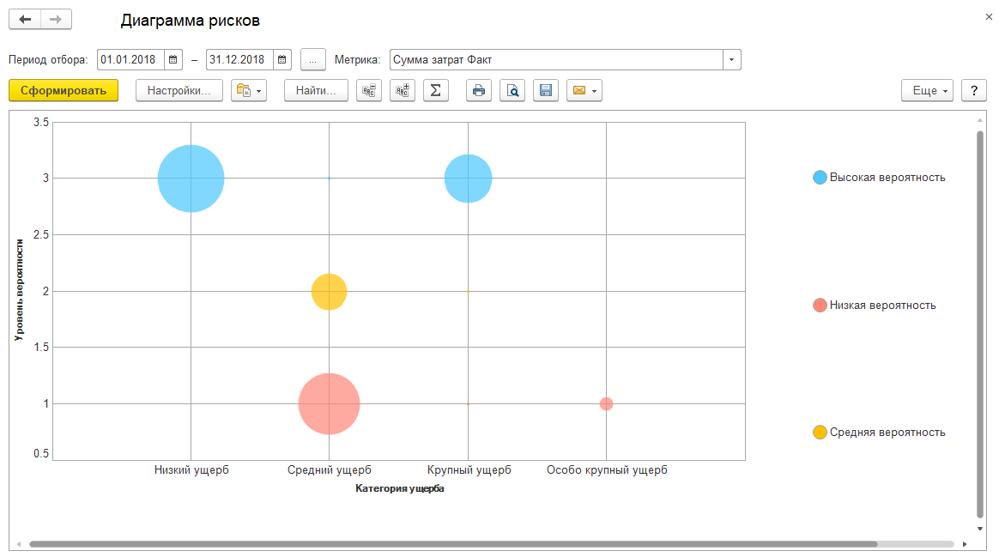 Диаграмма рисков
Период отбора: 01.01.2018 – 31.12.2018 ... Метрика: Сумма затрат Факт
Сформировать Настройки... Найти... Σ Еще ?
3.5
3
2.5
2
1.5
1
0.5
Уровень вероятности
Низкий ущерб Средний ущерб Крупный ущерб Особо крупный ущерб
Категория ущерба
Высокая вероятность
Низкая вероятность
Средняя вероятность